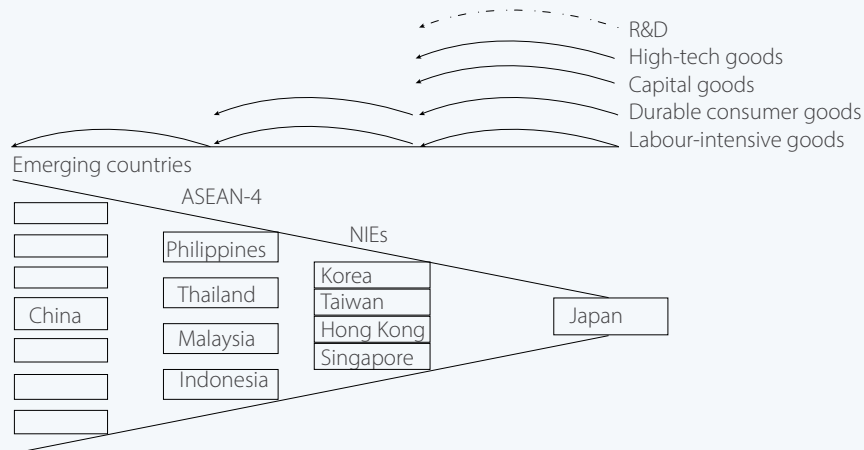 R&D
High-tech goods
Capital goods
Durable consumer goods
Labour-intensive goods
Emerging countries
ASEAN-4
NIEs
Philippines
Thailand
Malaysia
Indonesia
Korea
Taiwan
Hong Kong
Singapore
China
Japan